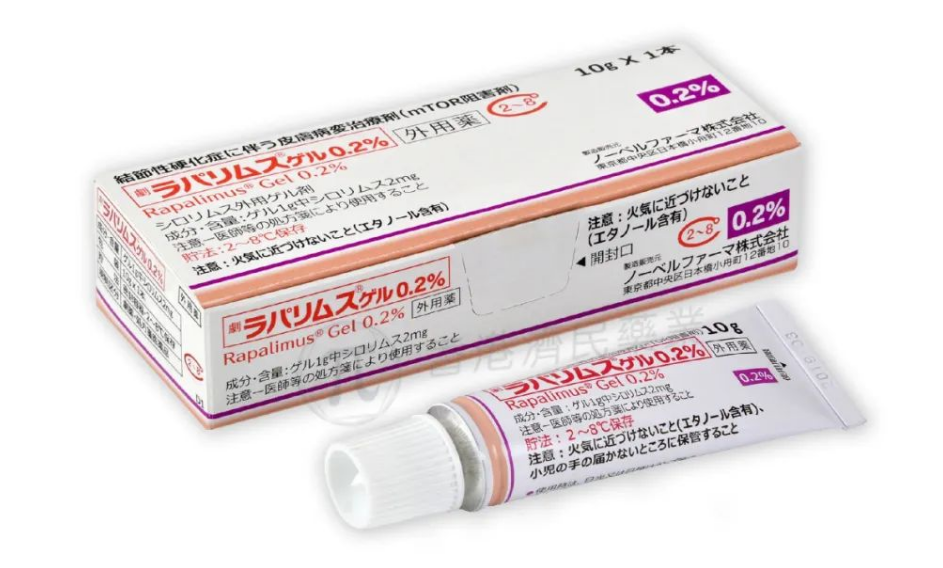 10g X 1本
結節性硬化症に伴う皮膚病変治療剤(mTOR阻害剤)
2~8°
0.2%
劇 ラパリムス®ゲル0.2%
外用薬
Rapalimus® Gel 0.2%
シロリムス外用ゲル剤
成分・含量:ゲル1g中シロリムス2mg
注意-医師等の処方箋により使用すること
貯法:2~8℃保存
注意:火気に近づけないこと(エタノール含有)
製造販売元
ノーベルファーマ株式会社
東京都中央区日本橋小舟町12番地10
劇 ラパリムス®ゲル0.2%
Rapalimus® Gel 0.2%
外用薬
劇 ラパリムス®ゲル0.2%
Rapalimus® Gel 0.2%
外用薬
成分・含量:ゲル1g中シロリムス2mg
注意-医師等の処方箋により使用すること
◀開封口
注意:火気に近づけないこと
(エタノール含有)
2~8°
0.2%
製造販売元
ノーベルファーマ株式会社
東京都中央区日本橋小舟町12番地10
香港濟民藥業
10g
ラパリムス®ゲル0.2%
外用薬
Rapalimus® Gel 0.2%
0.2%
成分・含量:ゲル1g中シロリムス2mg
注意-医師等の処方箋により使用すること
貯法:2~8℃保存
注意:火気に近づけないこと(エタノール含有)、
小児の手の届かないところに保管すること